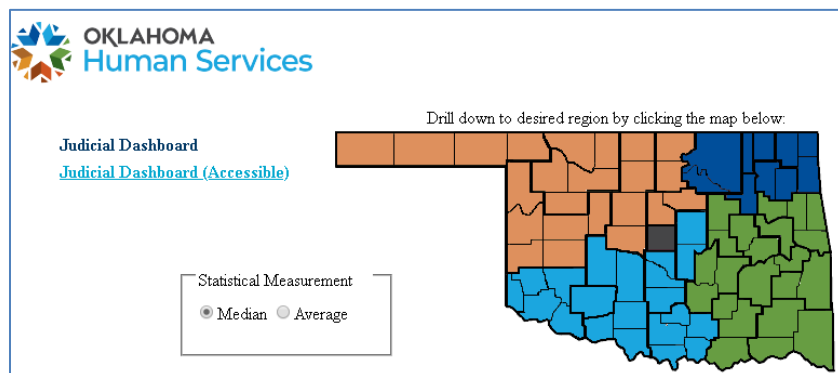 OKLAHOMA
Human Services
Drill down to desired region by clicking the map below:
Judicial Dashboard
Judicial Dashboard (Accessible)
Statistical Measurement
Median Average